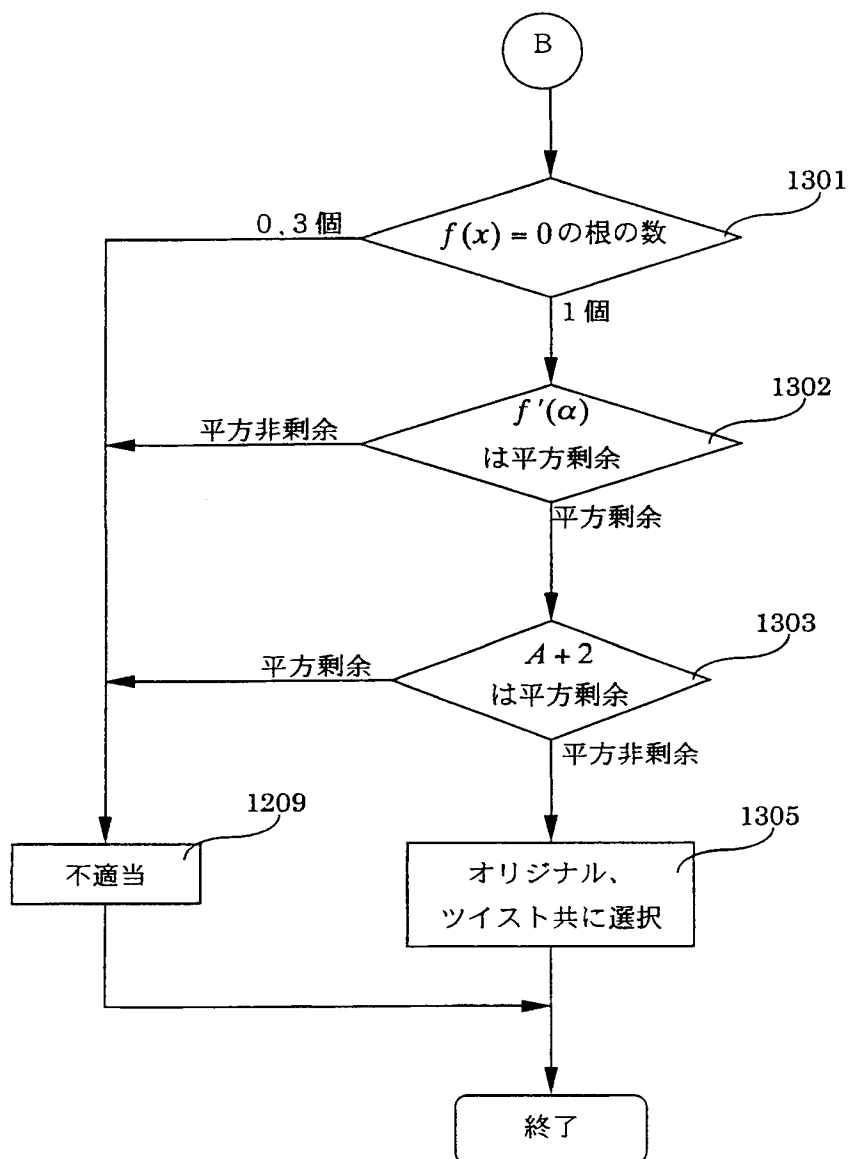 B
1301
0, 3個
f(x) = 0の根の数
1個
1302
平方非剰余
f'(α)
は平方剰余
平方剰余
1303
平方剰余
A + 2
は平方剰余
平方非剰余
1209
1305
不適当
オリジナル、
ツイスト共に選択
終了